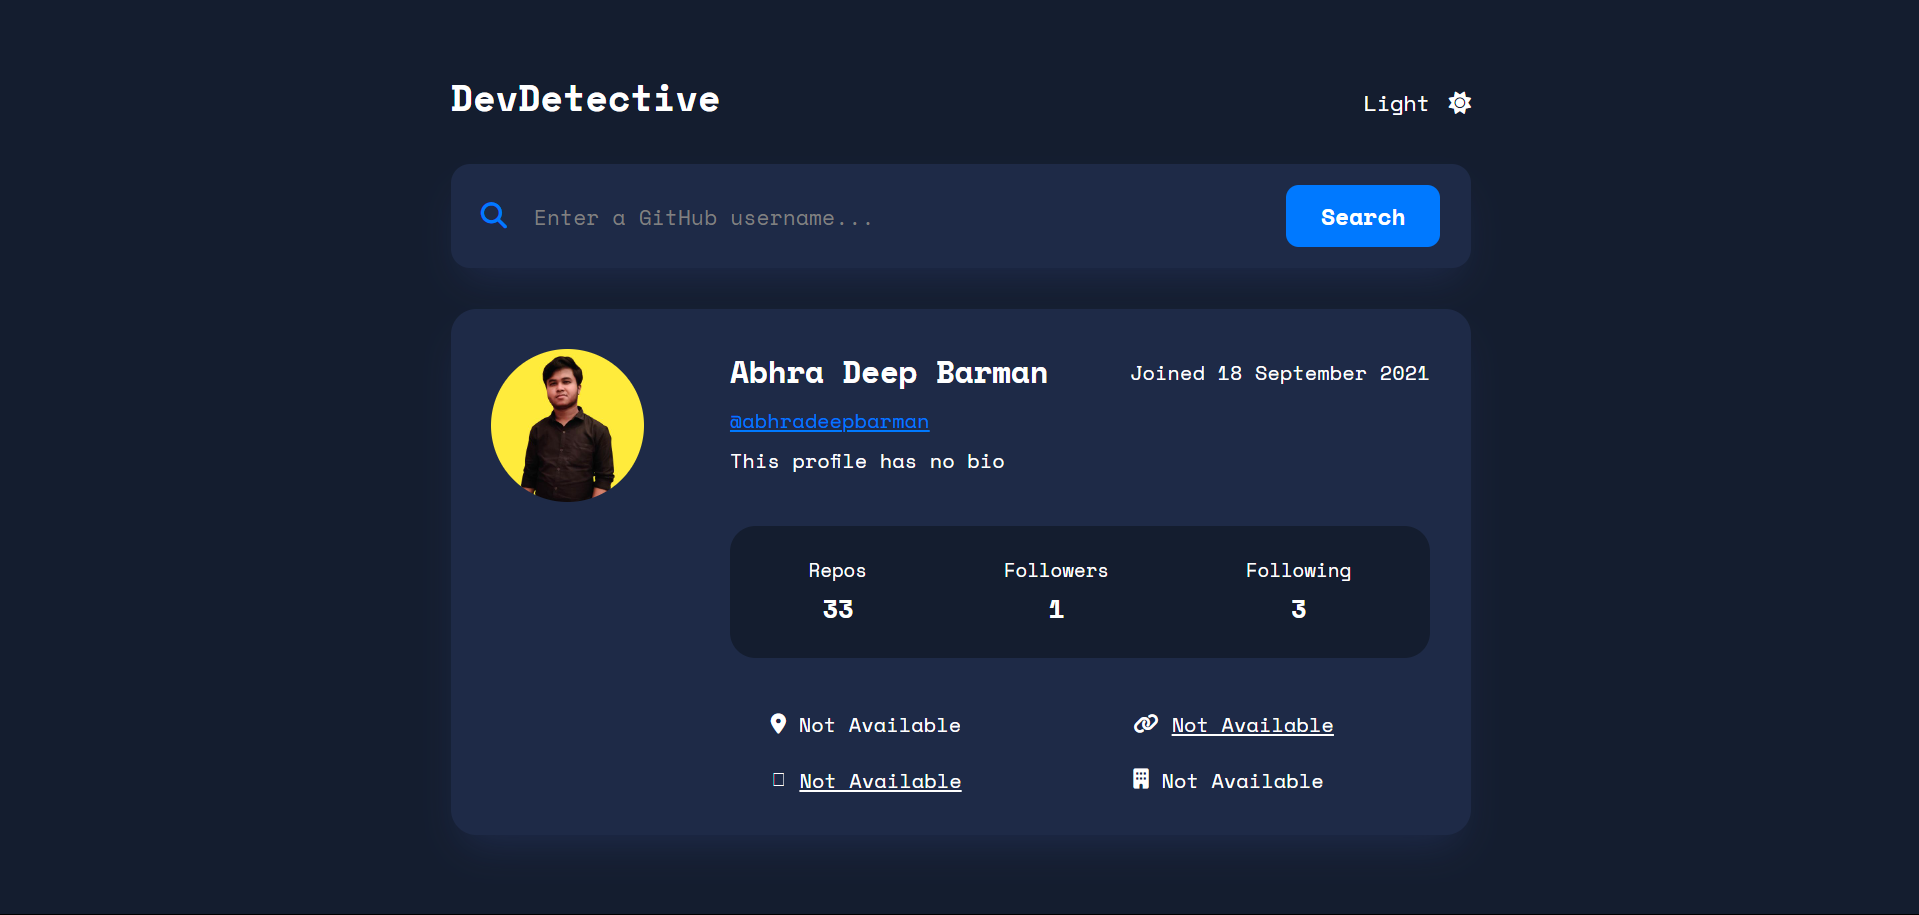 DevDetective
Light
Enter a GitHub username...
Search
Abhra Deep Barman
Joined 18 September 2021
@abhradeepbarman
This profile has no bio
Repos
Followers
Following
33
1
3
Not Available
Not Available
Not Available
Not Available